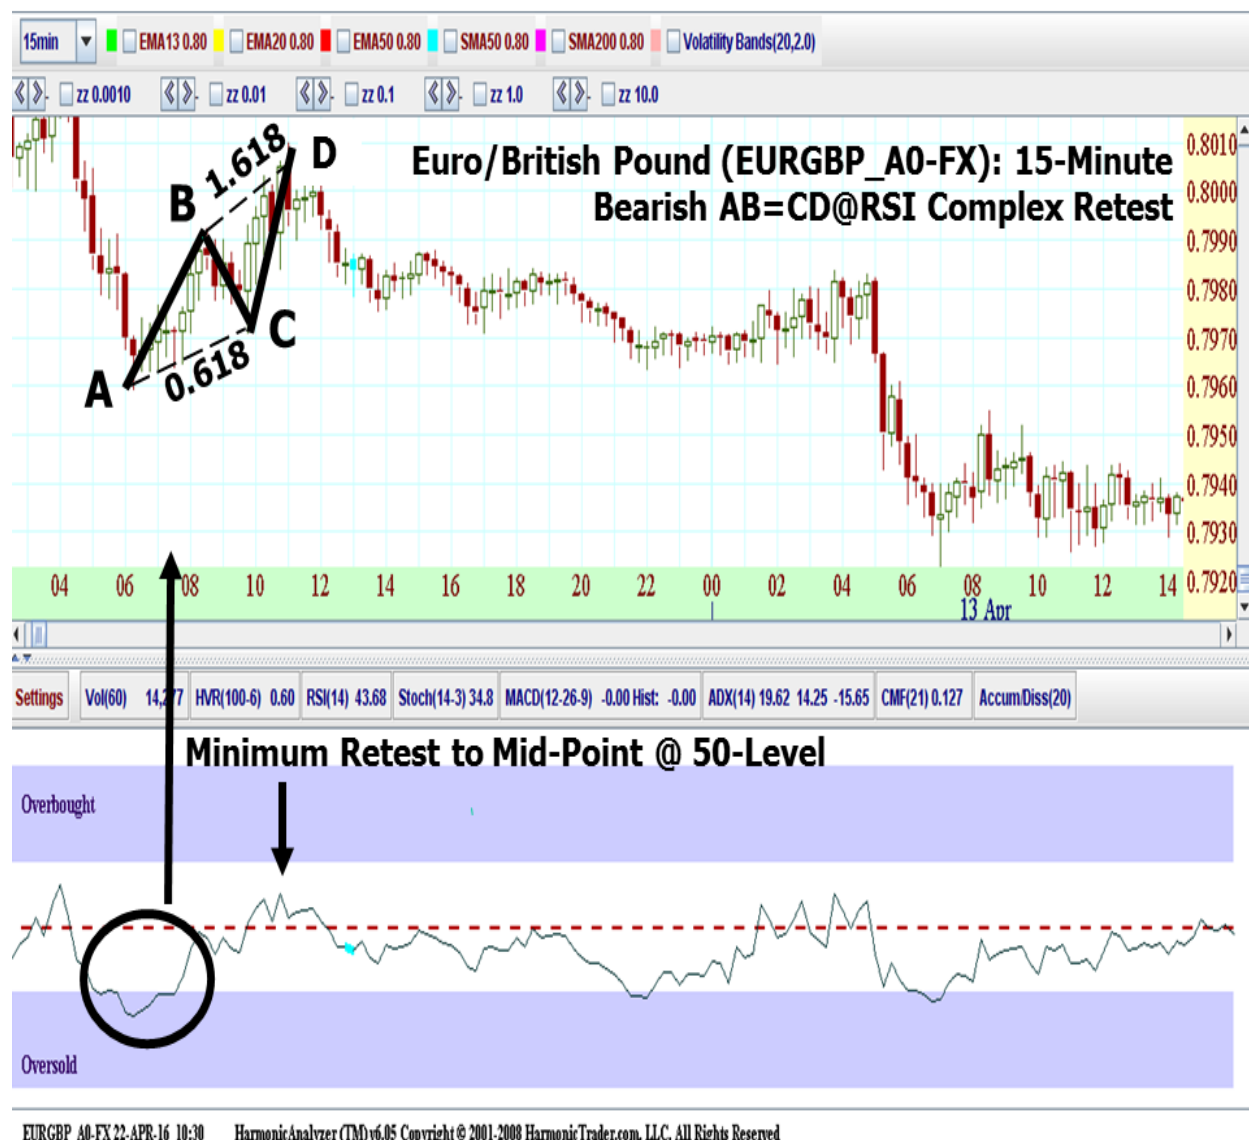 15min EMA13 0.80 EMA20 0.80 EMA50 0.80 SMA50 0.80 SMA200 0.80 Volatility Bands(20,2.0)
zz 0.0010 zz 0.01 zz 0.1 zz 1.0 zz 10.0
Euro/British Pound (EURGBP_A0-FX): 15-Minute
Bearish AB=CD@RSI Complex Retest
A
B
C
D
1.618
0.618
0.8010
0.8000
0.7990
0.7980
0.7970
0.7960
0.7950
0.7940
0.7930
0.7920
04 06 08 10 12 14 16 18 20 22 00 02 04 06 08 10 12 14
13 Apr
Settings Vol(60) 14,277 HVR(100-6) 0.60 RSI(14) 43.68 Stoch(14-3) 34.8 MACD(12-26-9) -0.00 Hist: -0.00 ADX(14) 19.62 14.25 -15.65 CMF(21) 0.127 Accum/Diss(20)
Minimum Retest to Mid-Point @ 50-Level
Overbought
Oversold
EURGBP_A0-FX 22-APR-16 10:30 HarmonicAnalyzer (TM) v6.05 Copyright © 2001-2008 HarmonicTrader.com, LLC. All Rights Reserved